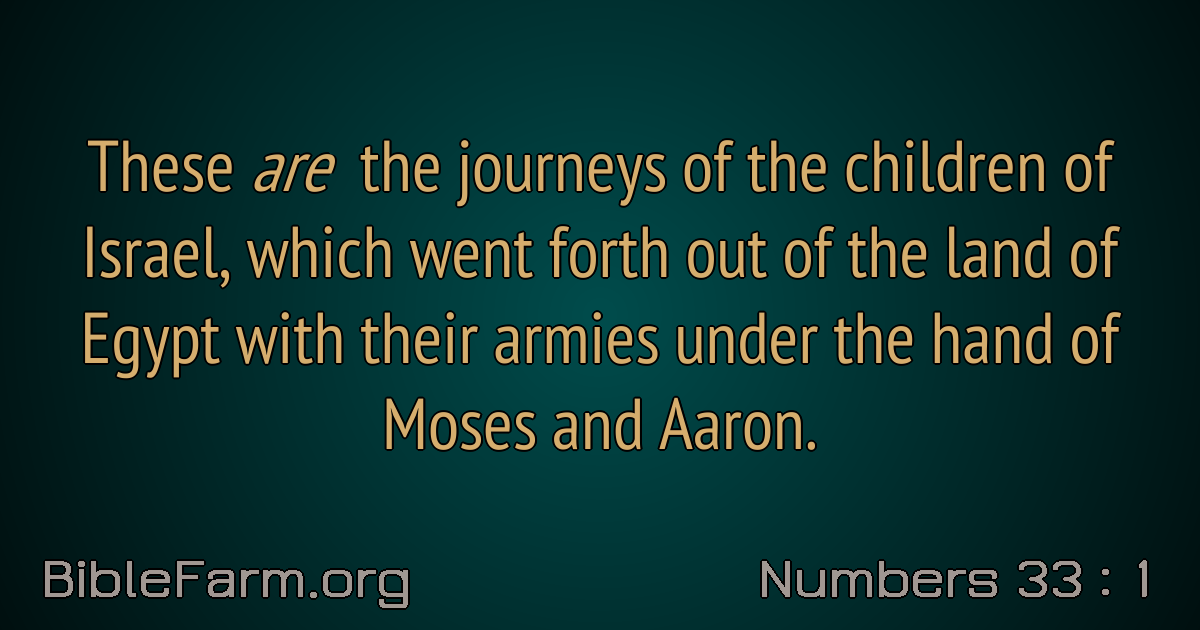 These are the journeys of the children of
Israel, which went forth out of the land of
Egypt with their armies under the hand of
Moses and Aaron.
BibleFarm.org
Numbers 33 : 1